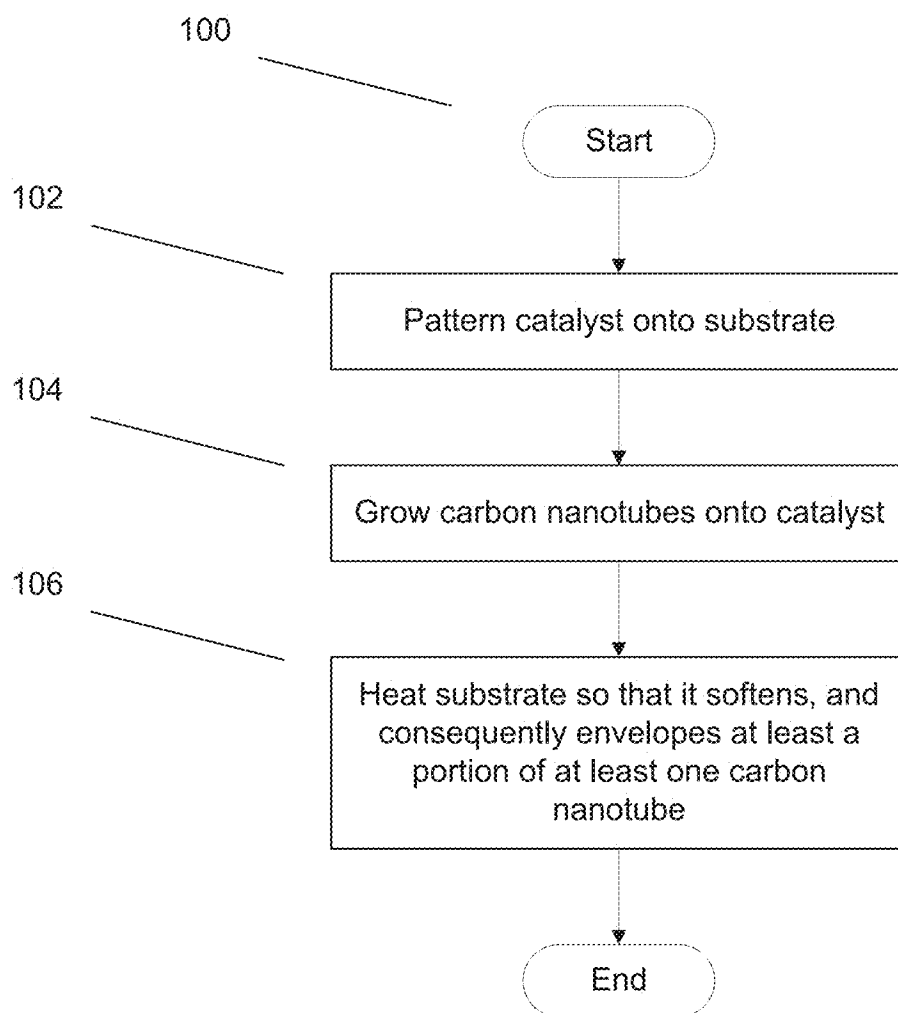 100
Start
102
Pattern catalyst onto substrate
104
Grow carbon nanotubes onto catalyst
106
Heat substrate so that it softens, and
consequently envelopes at least a
portion of at least one carbon
nanotube
End